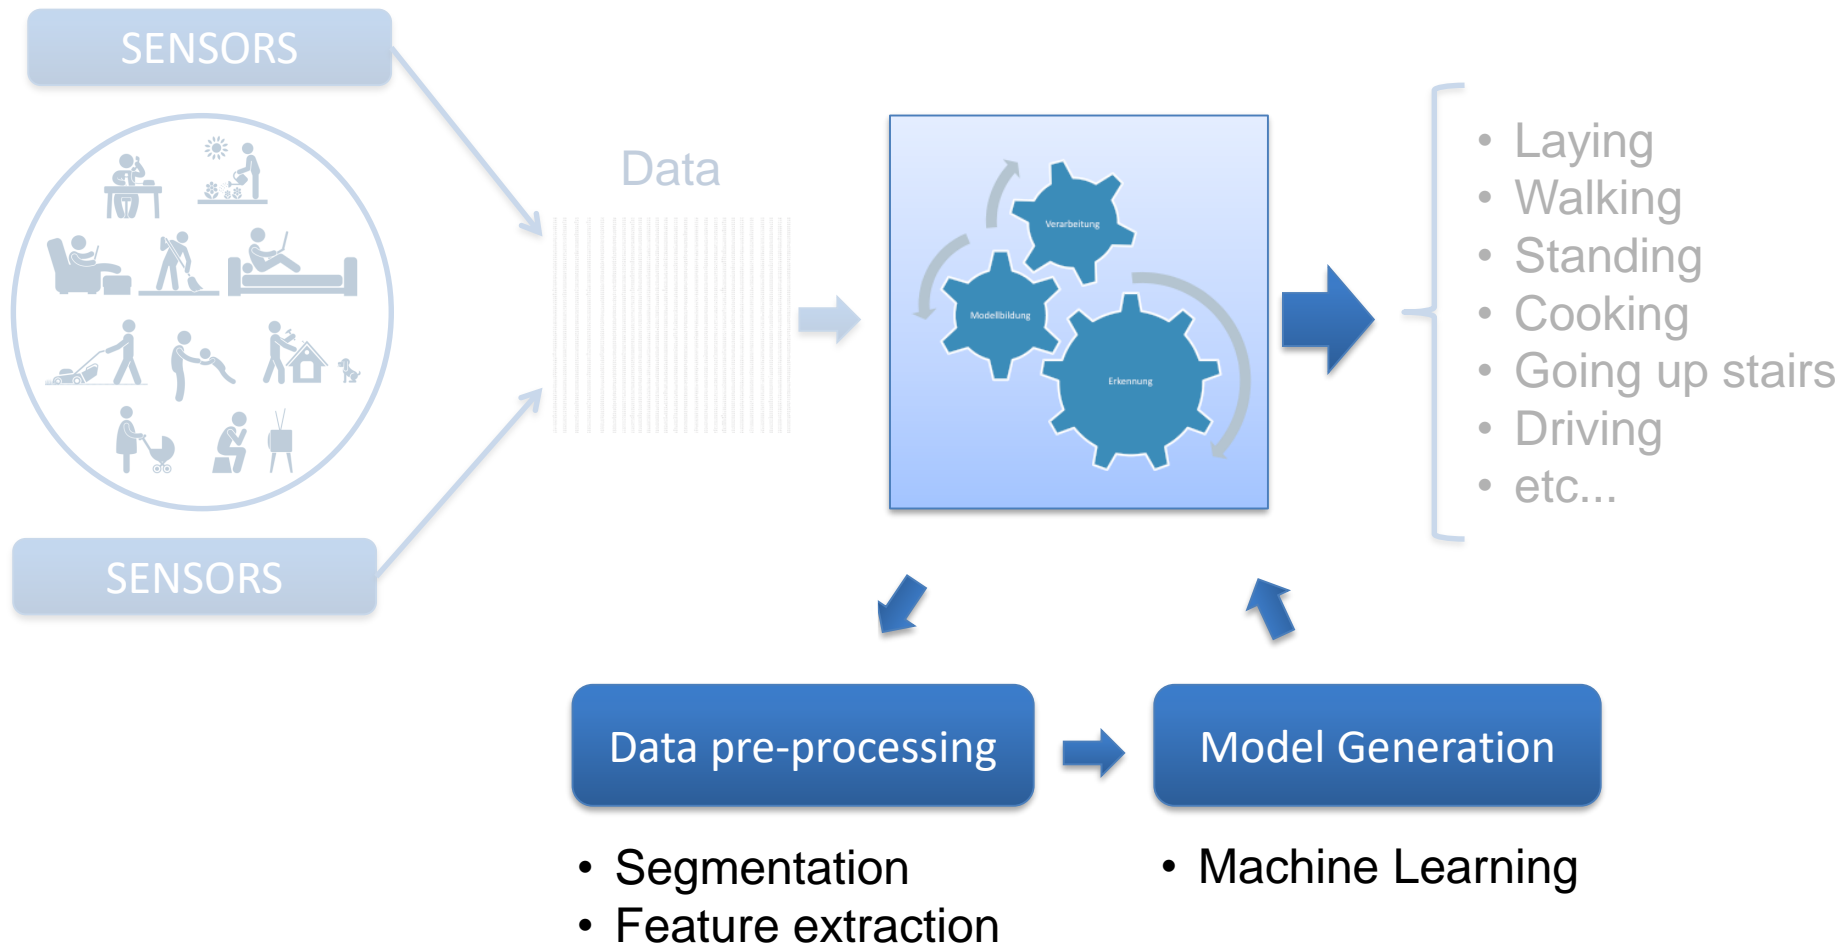 SENSORS
Data
Verarbeitung
Modellbildung
Erkennung
• Laying
• Walking
• Standing
• Cooking
• Going up stairs
• Driving
• etc...
SENSORS
Data pre-processing
Model Generation
• Segmentation
• Feature extraction
• Machine Learning